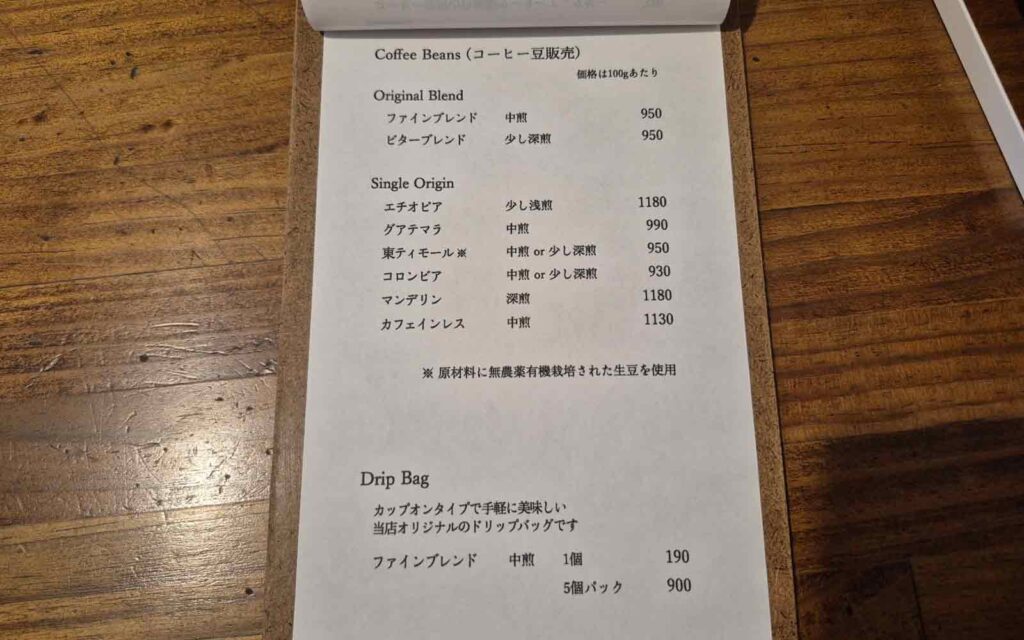 Coffee Beans (コーヒー豆販売)
価格は100gあたり
Original Blend
ファインブレンド 中煎 950
ビターブレンド 少し深煎 950
Single Origin
エチオピア 少し浅煎 1180
グアテマラ 中煎 990
東ティモール※ 中煎 or 少し深煎 950
コロンビア 中煎 or 少し深煎 930
マンデリン 深煎 1180
カフェインレス 中煎 1130
※ 原材料に無農薬有機栽培された生豆を使用
Drip Bag
カップオンタイプで手軽に美味しい
当店オリジナルのドリップバッグです
ファインブレンド 中煎 1個 190
5個パック 900